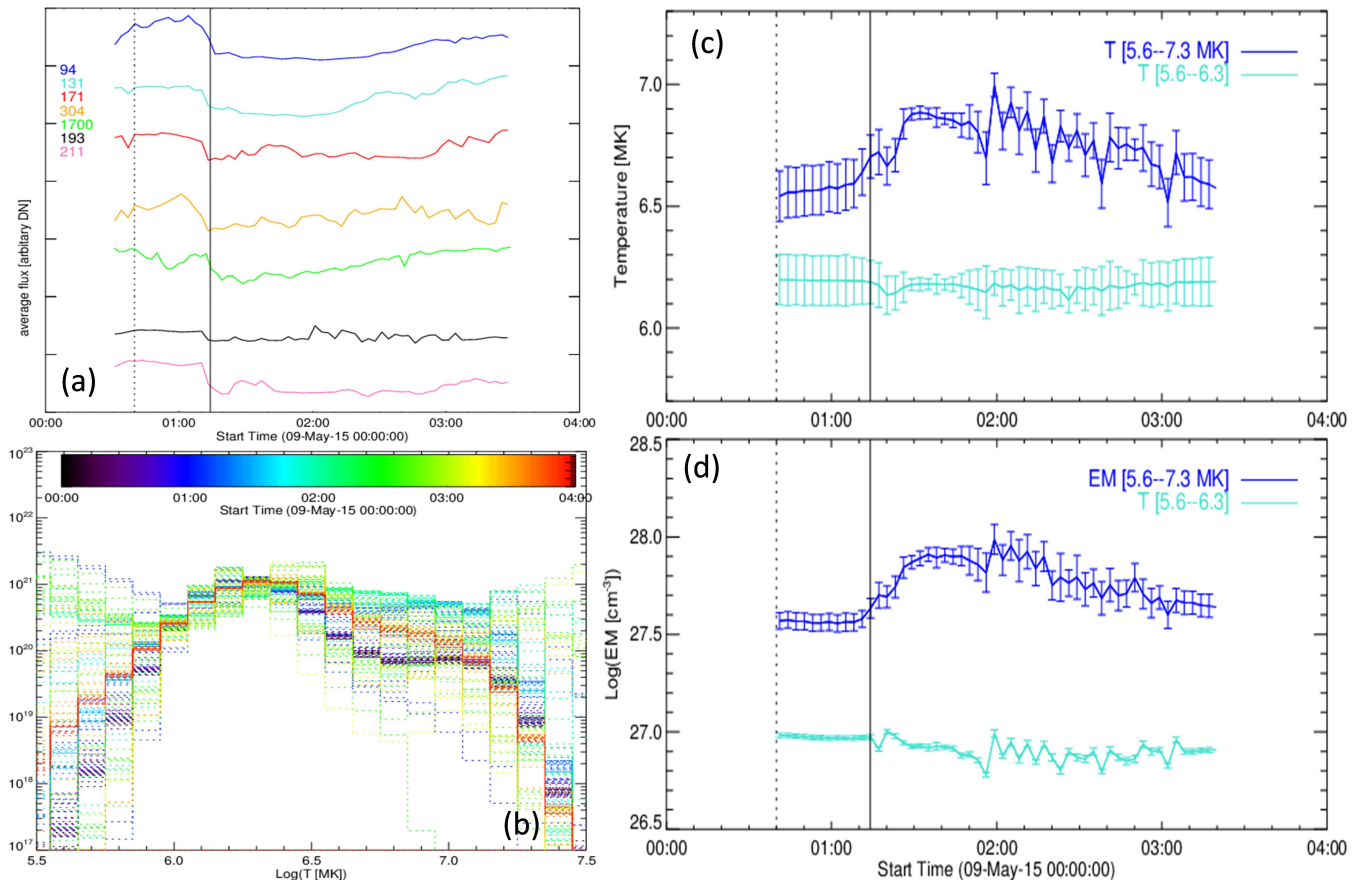 94
131
171
304
1700
193
211
average flux [arbitary DN]
(a)
00:00 01:00 02:00 03:00 04:00
Start Time (09-May-15 00:00:00)
(c)
T [5.6--7.3 MK]
T [5.6--6.3]
Temperature [MK]
7.0
6.5
6.0
00:00 01:00 02:00 03:00 04:00
10^23
10^22
10^21
10^20
10^19
10^18
10^17
00:00 01:00 02:00 03:00 04:00
Start Time (09-May-15 00:00:00)
(b)
5.5 6.0 6.5 7.0 7.5
Log(T [MK])
(d)
EM [5.6--7.3 MK]
T [5.6--6.3]
Log(EM [cm⁻³])
28.5
28.0
27.5
27.0
26.5
00:00 01:00 02:00 03:00 04:00
Start Time (09-May-15 00:00:00)